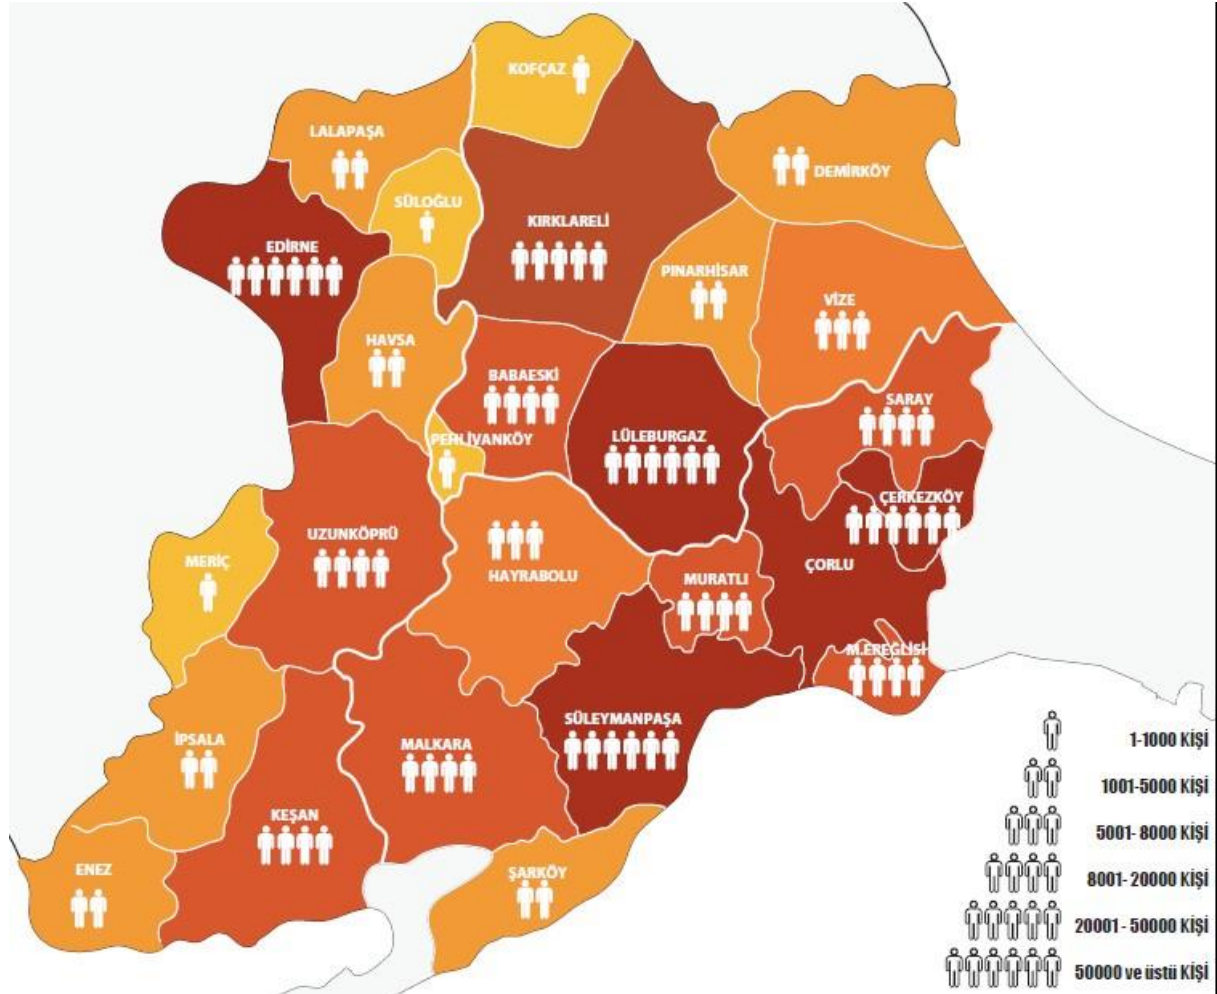 KOFÇAZ
LALAPAŞA
DEMİRKÖY
SÜLOĞLU
KIRKLARELİ
EDİRNE
PINARHİSAR
VİZE
HAVSA
BABAESKİ
SARAY
PEHLİVANKÖY
LÜLEBURGAZ
ÇERKEZKÖY
UZUNKÖPRÜ
MERİÇ
HAYRABOLU
ÇORLU
MURATLI
M.EREĞLİSİ
SÜLEYMANPAŞA
İPSALA
MALKARA
KEŞAN
ENEZ
ŞARKÖY
1-1000 KİŞİ
1001-5000 KİŞİ
5001- 8000 KİŞİ
8001- 20000 KİŞİ
20001 - 50000 KİŞİ
50000 ve üstü KİŞİ